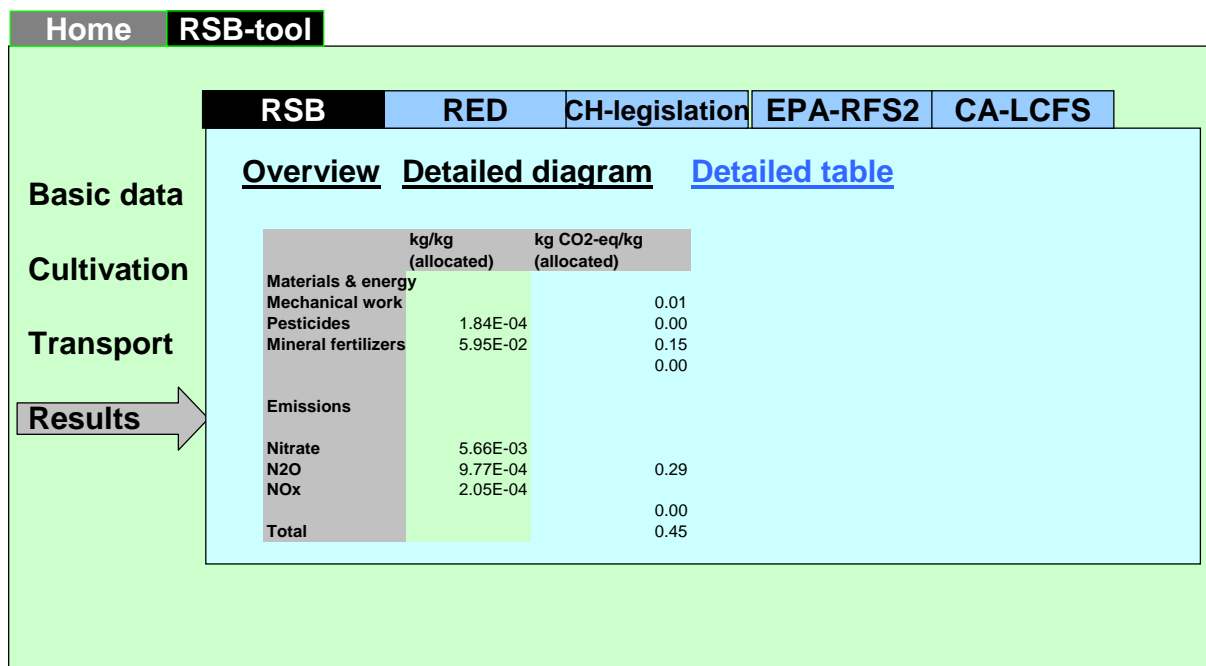 Home RSB-tool
RSB RED CH-legislation EPA-RFS2 CA-LCFS
Overview Detailed diagram Detailed table
Basic data
Cultivation
Transport
Results
kg/kg kg CO2-eq/kg
(allocated) (allocated)
Materials & energy
Mechanical work 0.01
Pesticides 1.84E-04 0.00
Mineral fertilizers 5.95E-02 0.15
0.00
Emissions
Nitrate 5.66E-03
N2O 9.77E-04 0.29
NOx 2.05E-04
0.00
Total 0.45